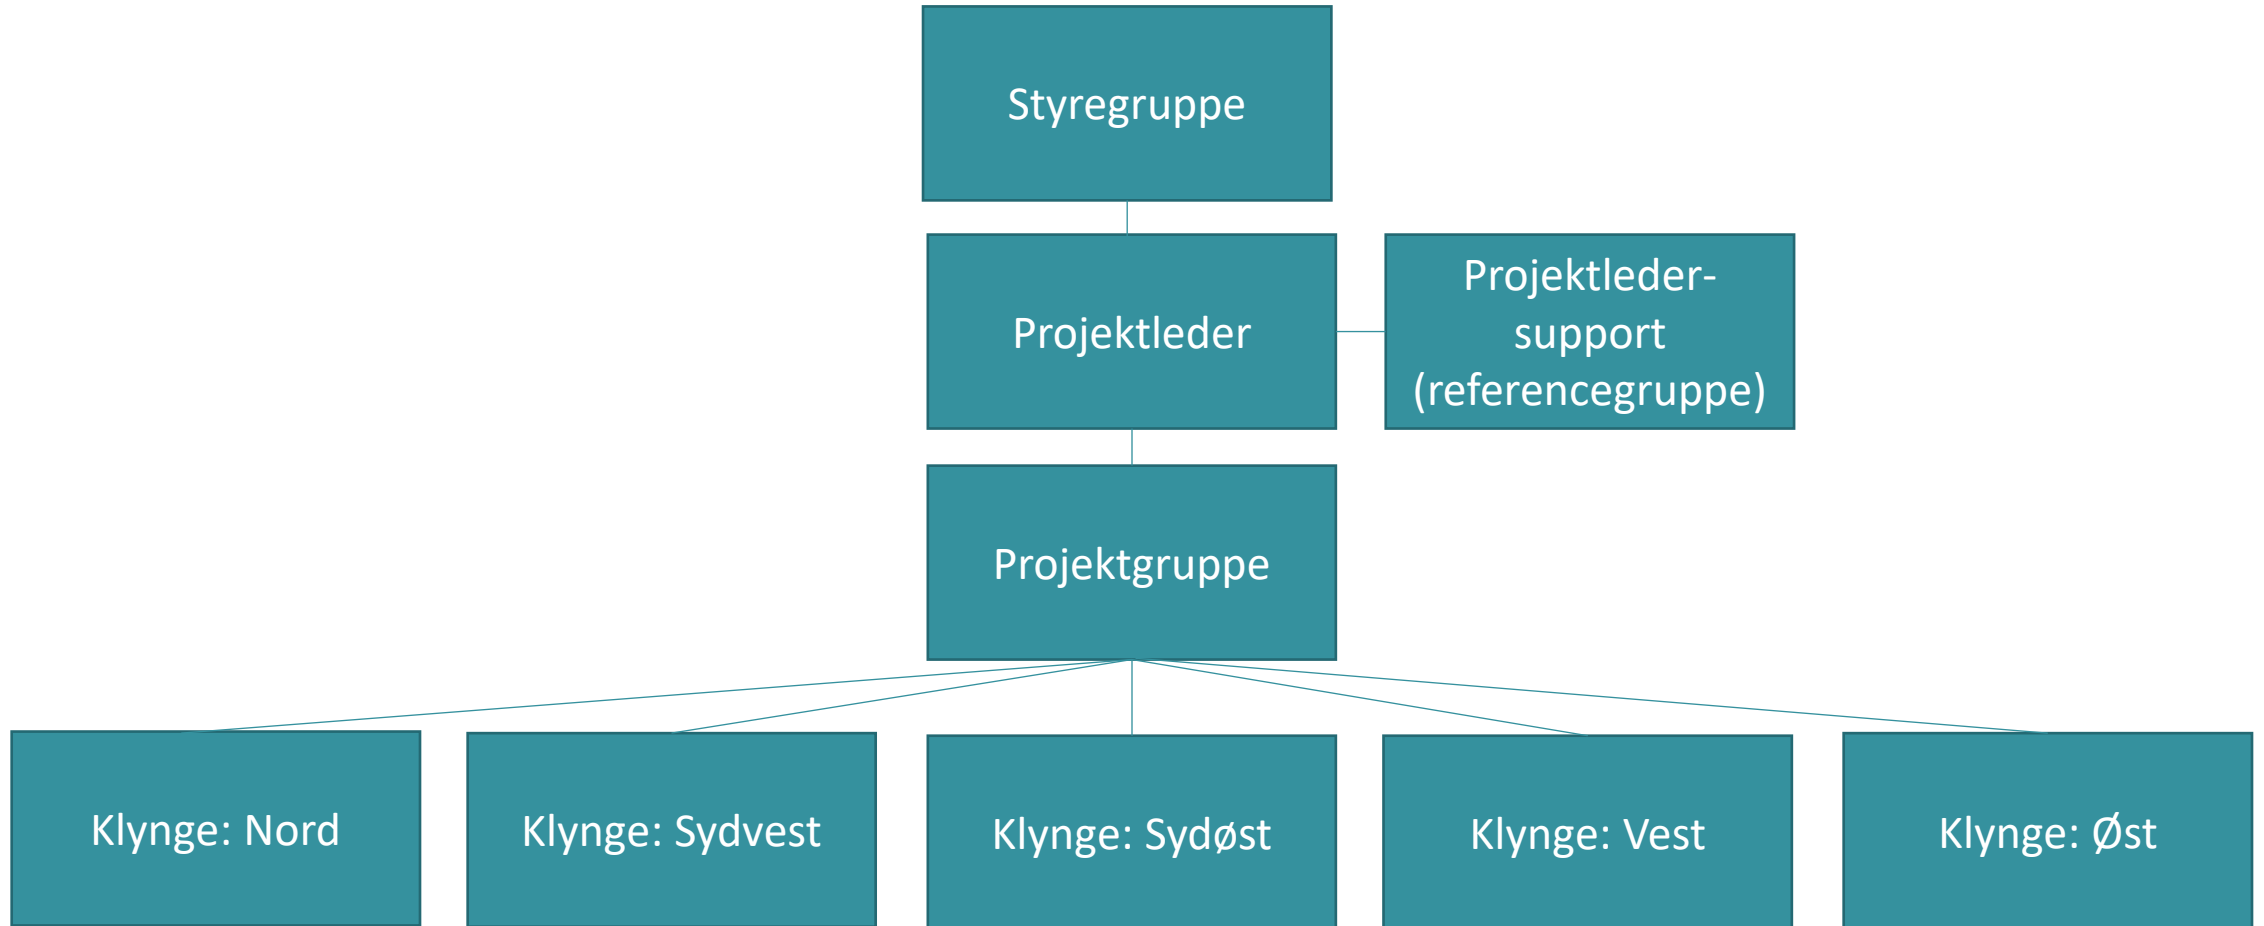 Styregruppe
Projektleder
Projektleder-
support
(referencegruppe)
Projektgruppe
Klynge: Nord
Klynge: Sydvest
Klynge: Sydøst
Klynge: Vest
Klynge: Øst